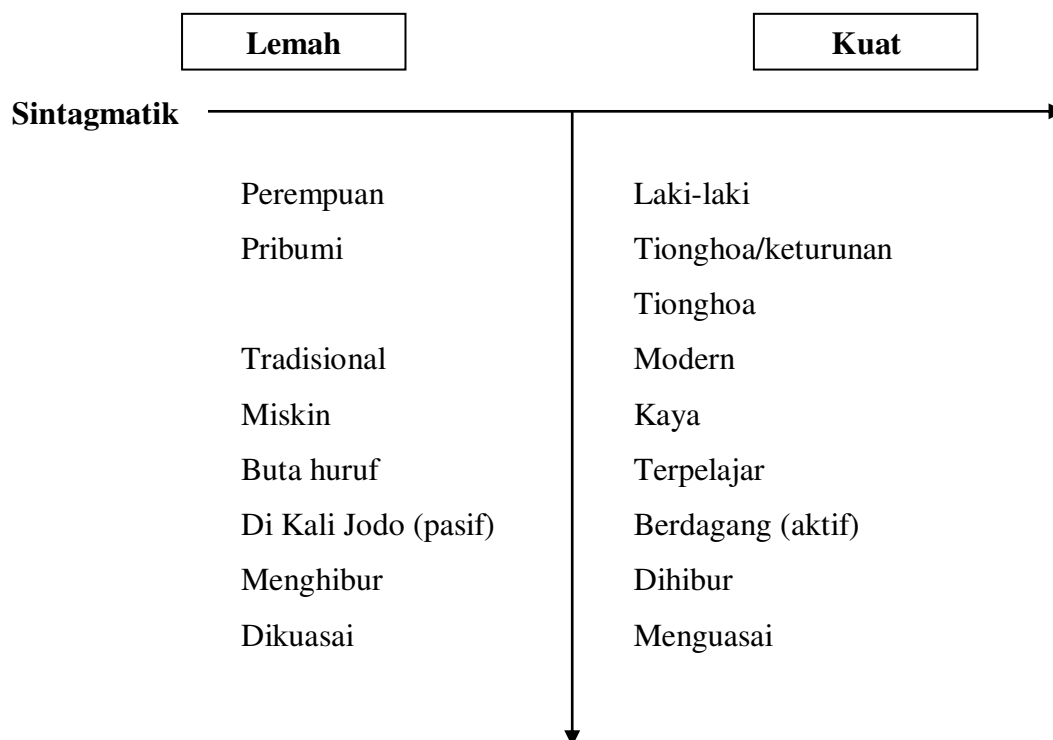 Lemah Kuat
Sintagmatik
Perempuan Laki-laki
Pribumi Tionghoa/keturunan
Tionghoa
Tradisional Modern
Miskin Kaya
Buta huruf Terpelajar
Di Kali Jodo (pasif) Berdagang (aktif)
Menghibur Dihibur
Dikuasai Menguasai